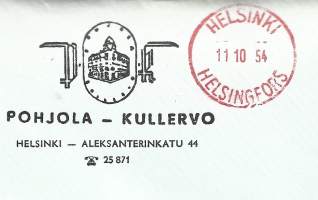 P K
HELSINKI
11 10 54
HELSINGFORS
POHJOLA – KULLERVO
HELSINKI — ALEKSANTERINKATU 44
☎ 25 871